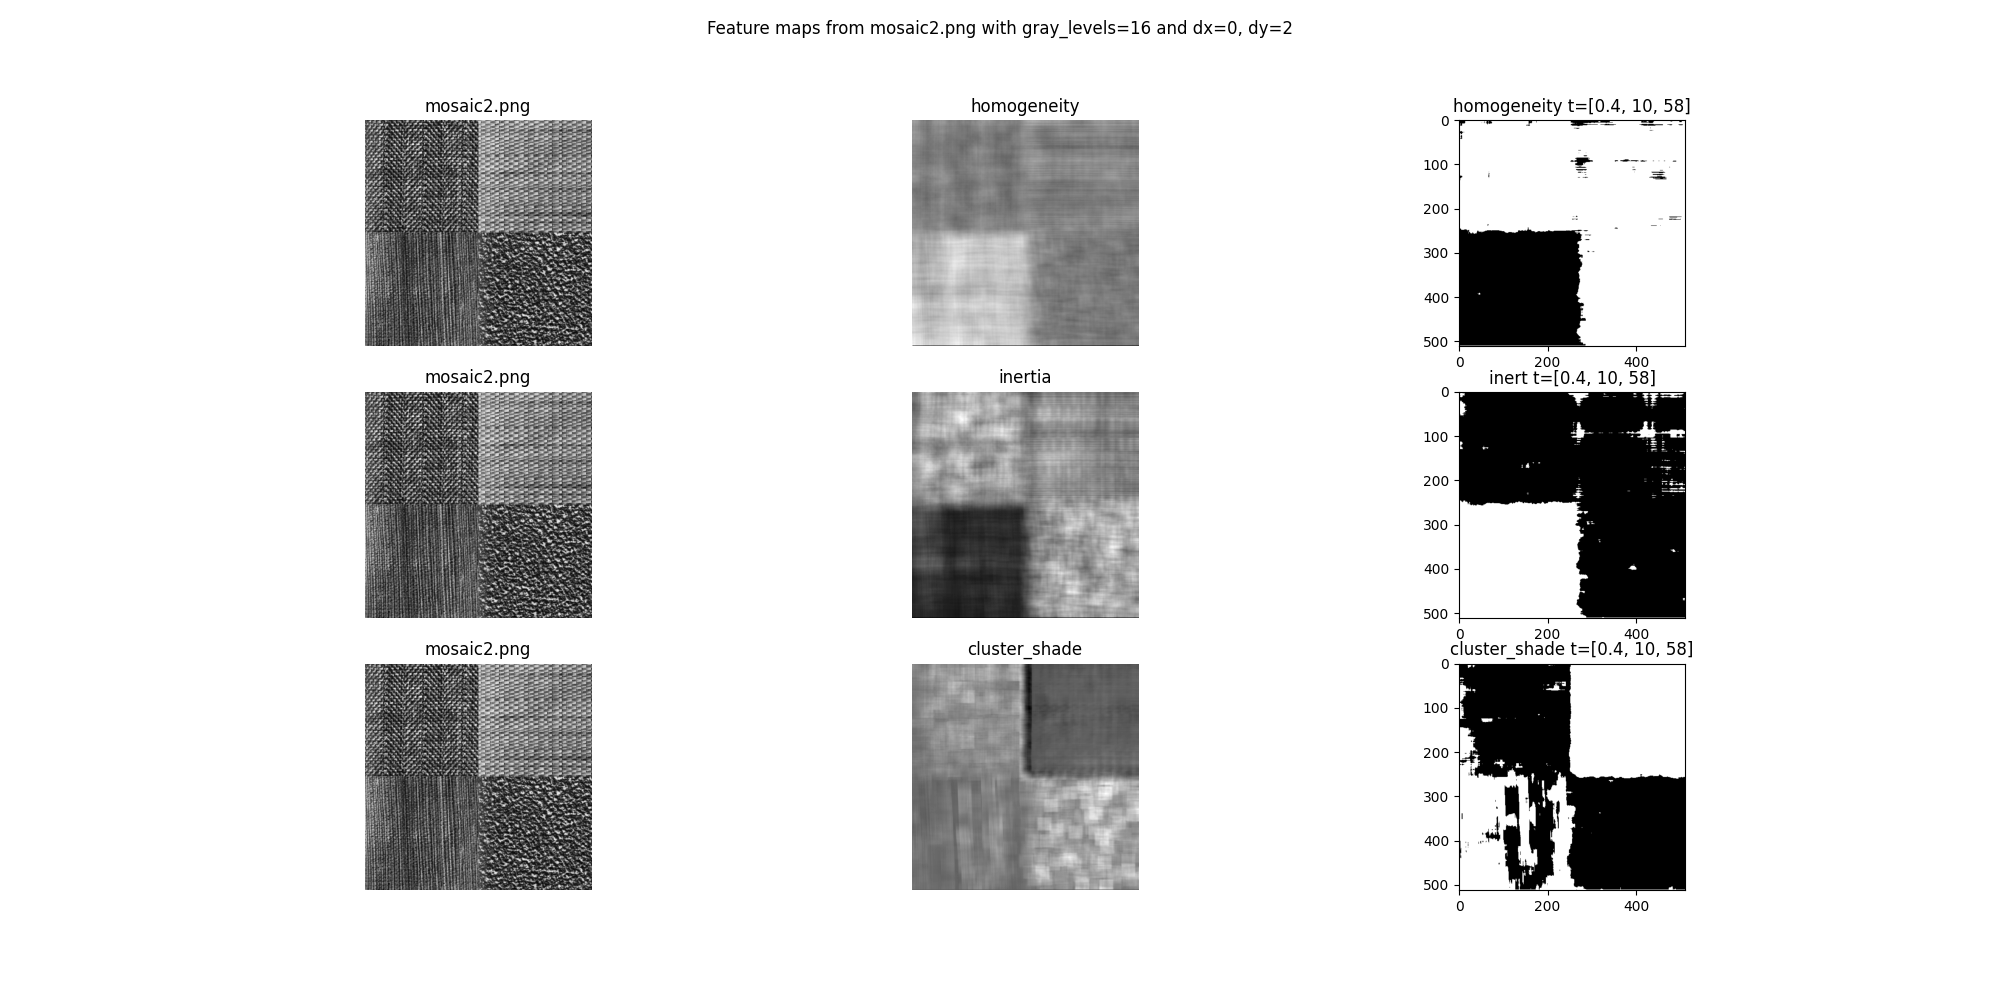 Feature maps from mosaic2.png with gray_levels=16 and dx=0, dy=2
mosaic2.png
homogeneity
homogeneity t=[0.4, 10, 58]
0
100
200
300
400
500
0 200 400
mosaic2.png
inertia
inert t=[0.4, 10, 58]
0
100
200
300
400
500
0 200 400
mosaic2.png
cluster_shade
cluster_shade t=[0.4, 10, 58]
0
100
200
300
400
500
0 200 400